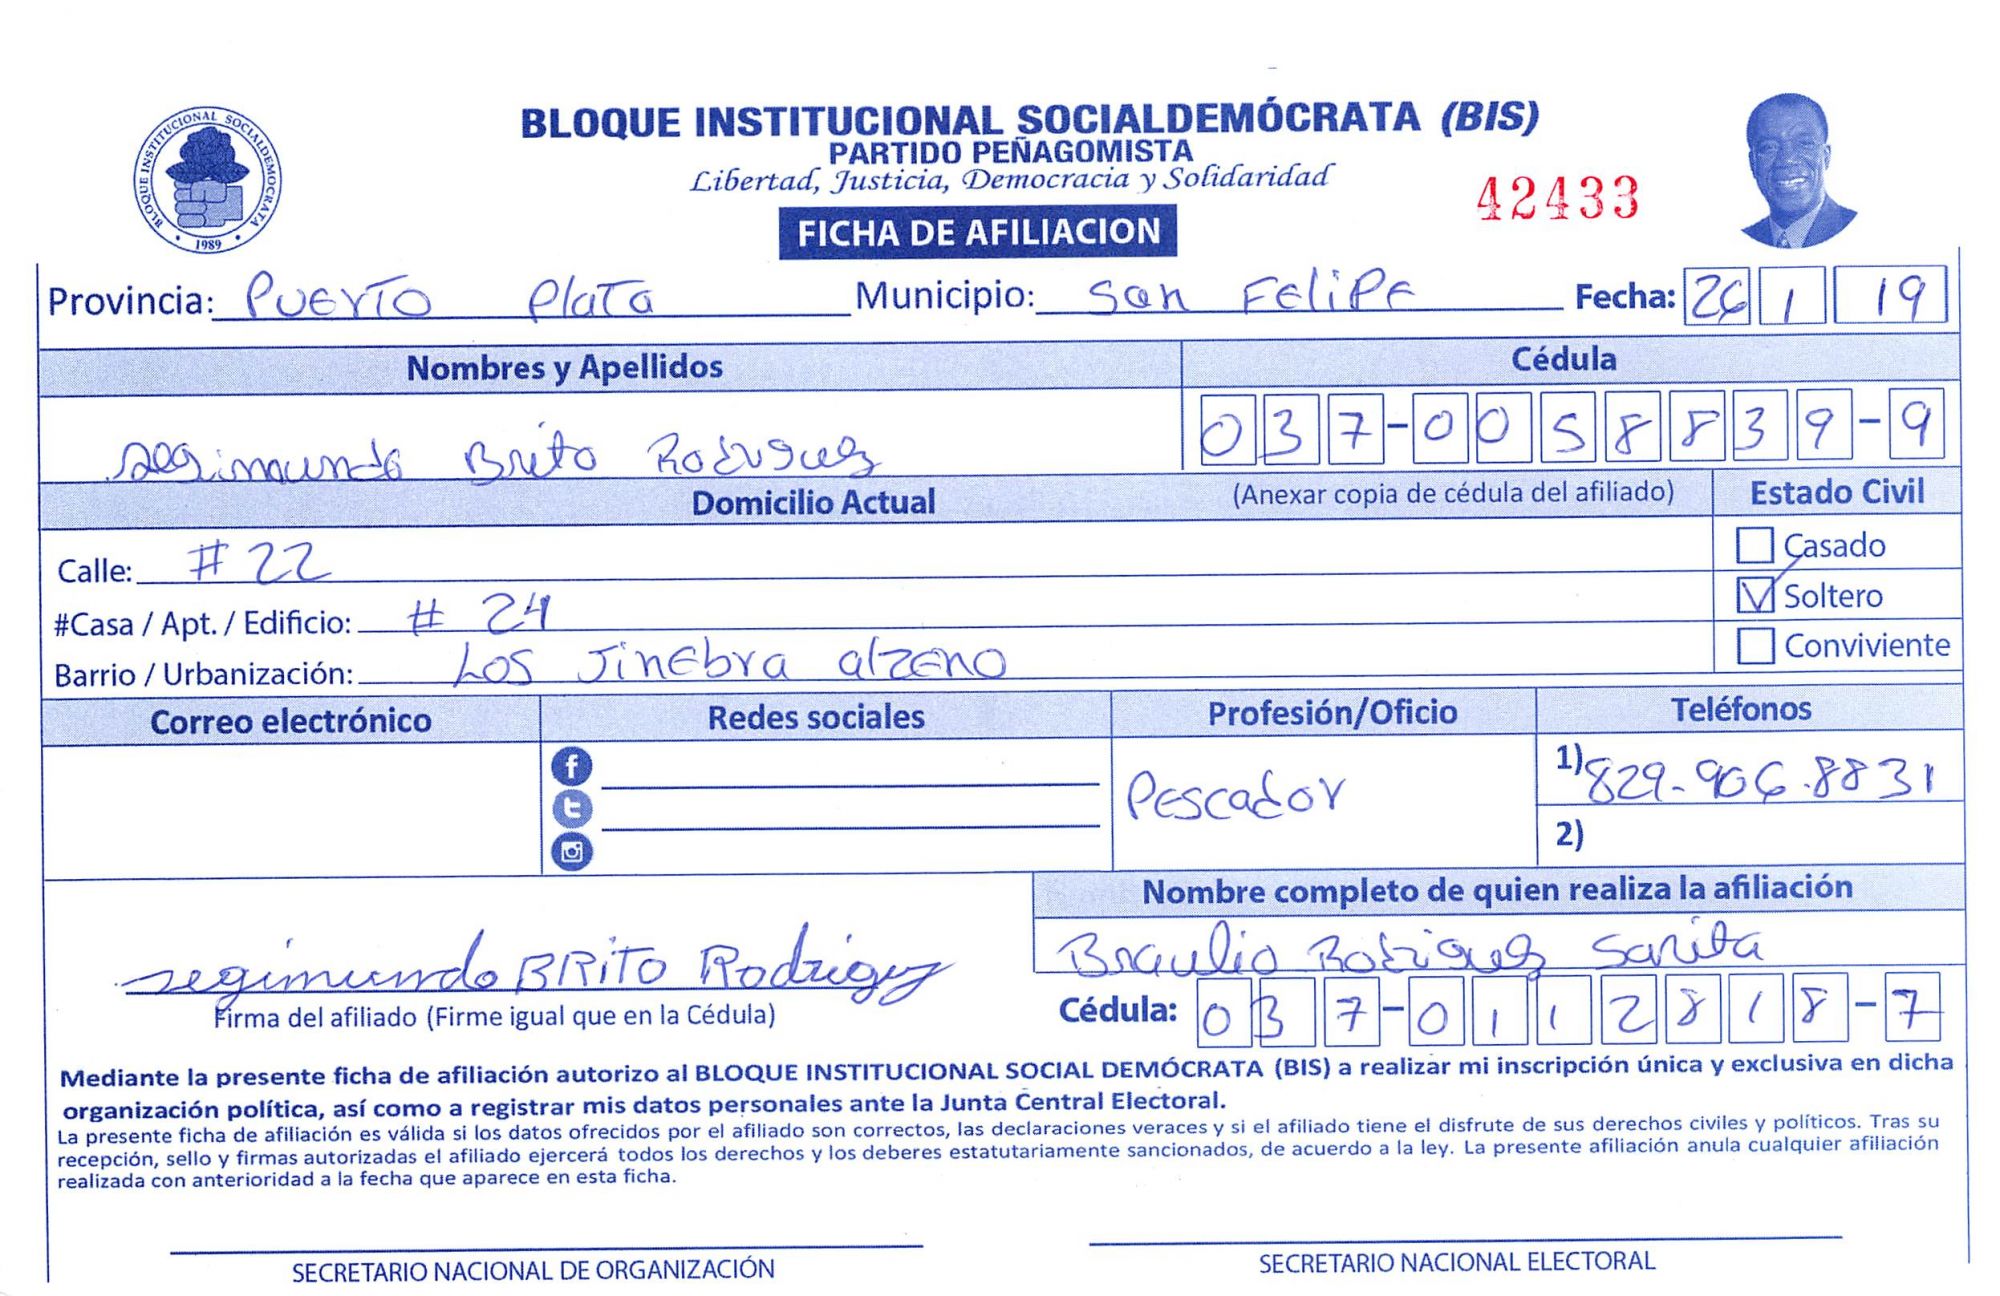 BLOQUE INSTITUCIONAL SOCIALDEMOCRATA
1989
BLOQUE INSTITUCIONAL SOCIALDEMÓCRATA (BIS)
PARTIDO PEÑAGOMISTA
Libertad, Justicia, Democracia y Solidaridad
42433
FICHA DE AFILIACION
Provincia: Puerto Plata Municipio: San Felipe Fecha: 26 1 19
Nombres y Apellidos Cédula
segimundo Brito Rodriguez 037-0058839-9
Domicilio Actual (Anexar copia de cédula del afiliado) Estado Civil
Casado
Calle: # 22
Soltero
#Casa / Apt. / Edificio: # 24
Conviviente
Barrio / Urbanización: Los Jinebra alzeno
Correo electrónico Redes sociales Profesión/Oficio Teléfonos
Pescador 1) 829-906.8831
2)
Nombre completo de quien realiza la afiliación
Braulio Rodriguez Sarita
segimundo BRITO Rodriguez
Firma del afiliado (Firme igual que en la Cédula) Cédula: 037-0112818-7
Mediante la presente ficha de afiliación autorizo al BLOQUE INSTITUCIONAL SOCIAL DEMÓCRATA (BIS) a realizar mi inscripción única y exclusiva en dicha
organización política, así como a registrar mis datos personales ante la Junta Central Electoral.
La presente ficha de afiliación es válida si los datos ofrecidos por el afiliado son correctos, las declaraciones veraces y si el afiliado tiene el disfrute de sus derechos civiles y políticos. Tras su
recepción, sello y firmas autorizadas el afiliado ejercerá todos los derechos y los deberes estatutariamente sancionados, de acuerdo a la ley. La presente afiliación anula cualquier afiliación
realizada con anterioridad a la fecha que aparece en esta ficha.
SECRETARIO NACIONAL DE ORGANIZACIÓN SECRETARIO NACIONAL ELECTORAL